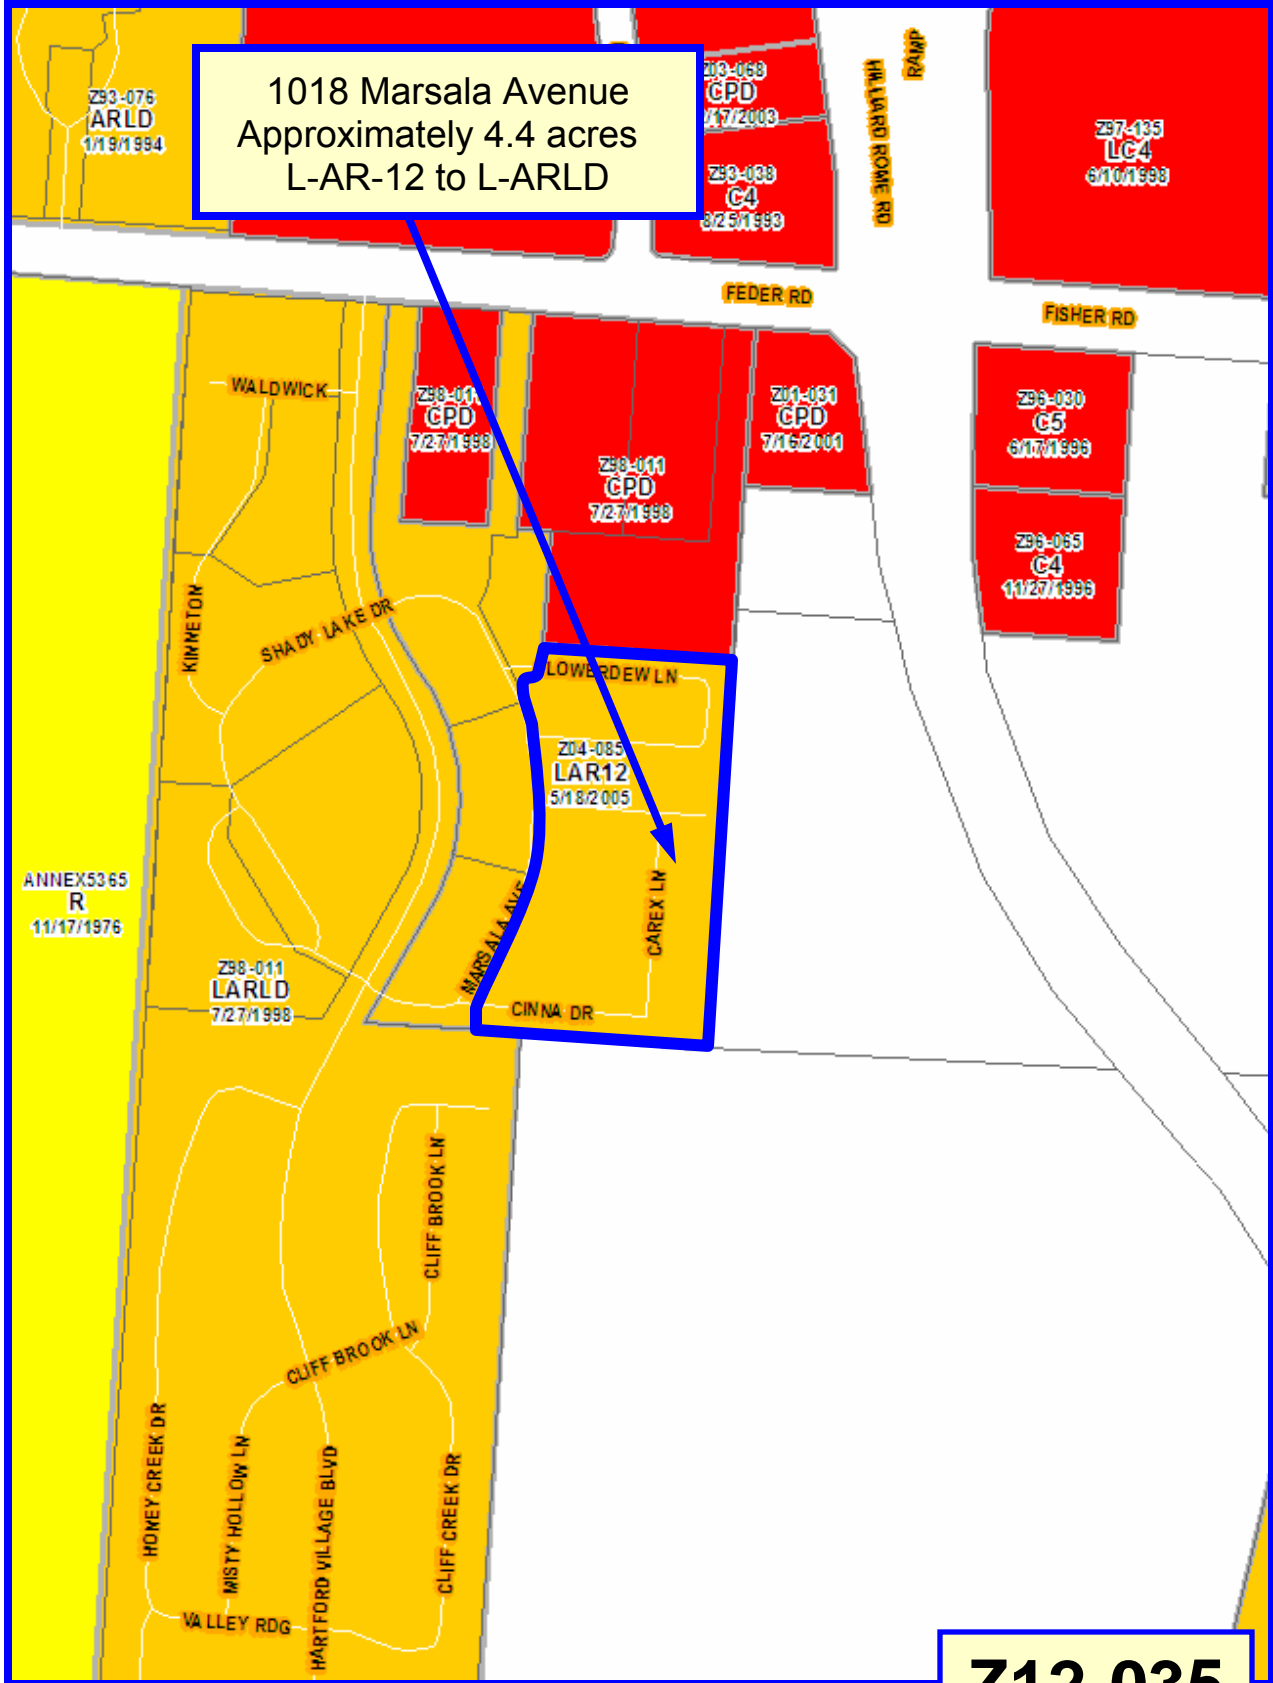 1018 Marsala Avenue
Approximately 4.4 acres
L-AR-12 to L-ARLD
Z93-076
ARLD
1/19/1994
Z03-068
CPD
/17/2003
Z93-038
C4
8/25/1993
HILLIARD ROME RD
RAMP
Z97-135
LC4
6/10/1998
FEDER RD
FISHER RD
WALDWICK
Z98-011
CPD
7/27/1998
Z98-011
CPD
7/27/1998
Z01-031
CPD
7/16/2001
Z96-030
C5
6/17/1996
Z96-065
C4
11/27/1996
KINNETON
SHADY LAKE DR
LOWERDEW LN
Z04-085
LAR12
5/18/2005
ANNEX5365
R
11/17/1976
MARSALA AVE
CAREX LN
CINNA DR
Z98-011
LARLD
7/27/1998
CLIFF BROOK LN
CLIFF BROOK LN
HONEY CREEK DR
MISTY HOLLOW LN
HARTFORD VILLAGE BLVD
CLIFF CREEK DR
VALLEY RDG
Z12-035